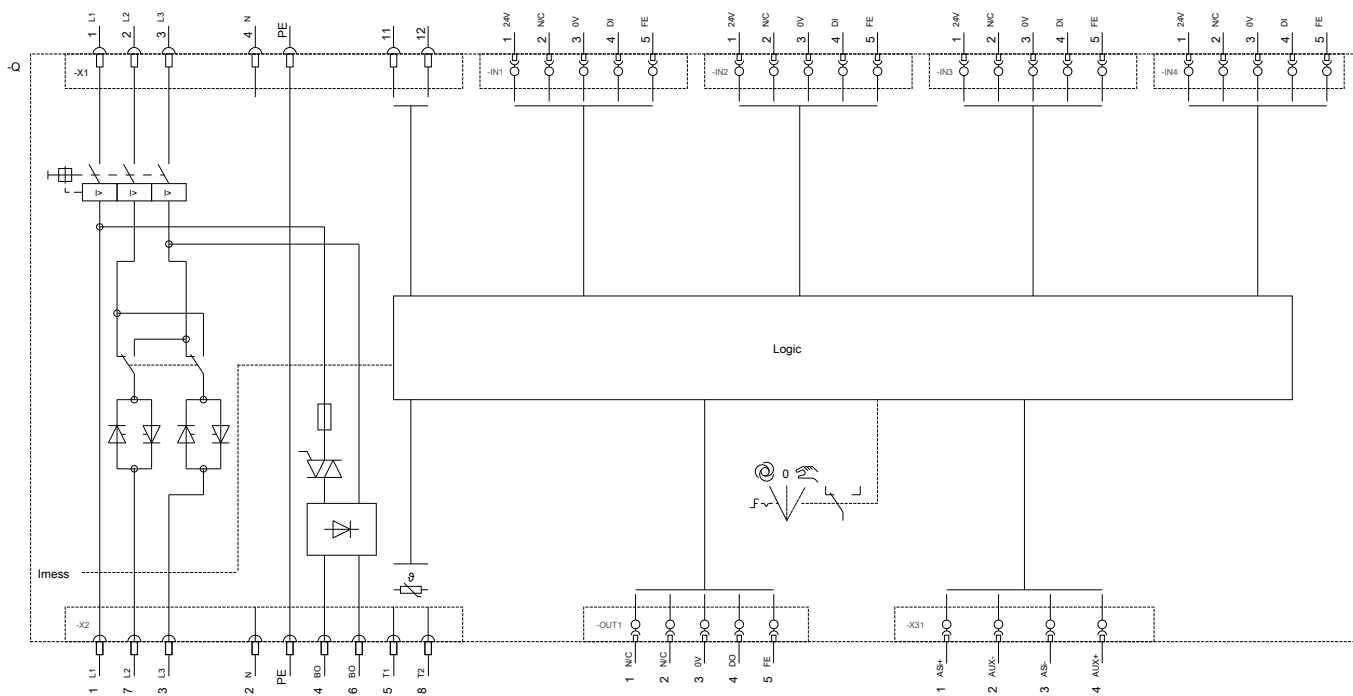 L1 L2 L3 N
1 2 3 4 PE 11 12
24V N/C 0V DI FE
1 2 3 4 5
24V N/C 0V DI FE
1 2 3 4 5
24V N/C 0V DI FE
1 2 3 4 5
24V N/C 0V DI FE
1 2 3 4 5
-Q
-X1
-IN1
-IN2
-IN3
-IN4
I> I> I>
Logic
0
Imess
ϑ
-X2
-OUT1
-X31
L1 L2 L3 N BO BO T1 T2
1 7 3 2 PE 4 6 5 8
N/C N/C 0V DO FE
1 2 3 4 5
ASi+ AUX- ASi- AUX+
1 2 3 4